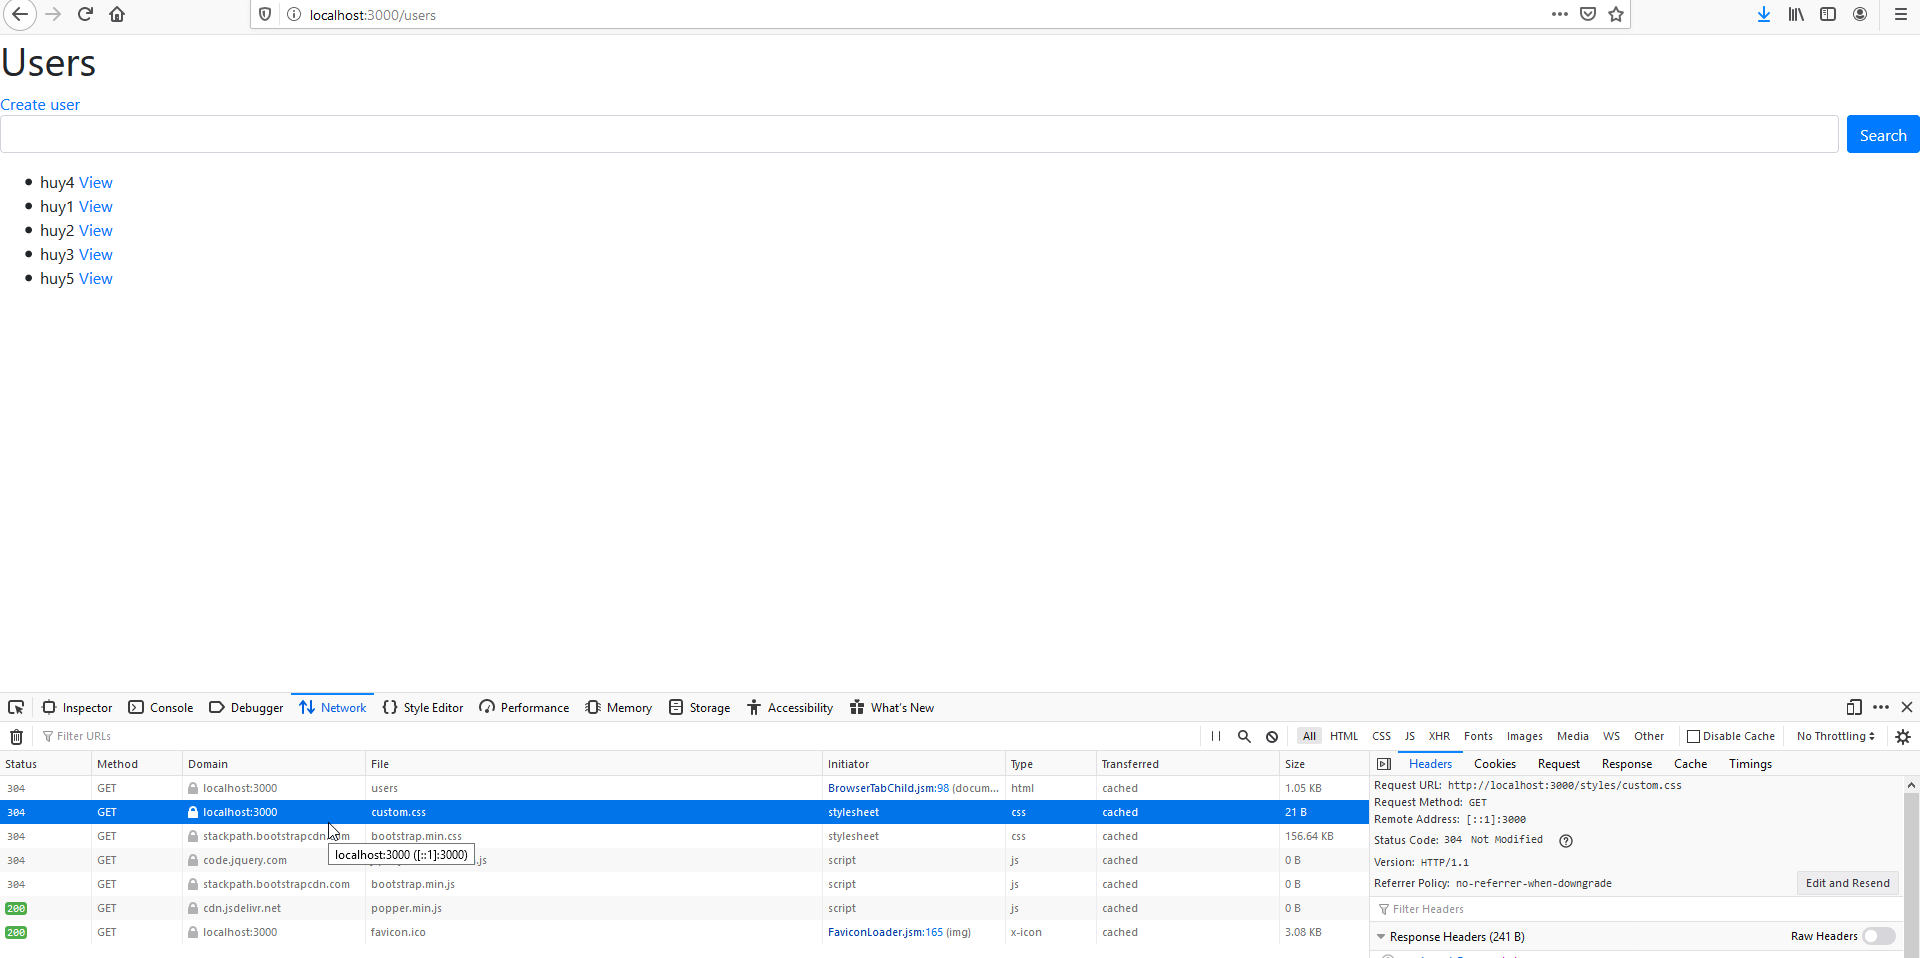 localhost:3000/users
Users
Create user
Search
huy4 View
huy1 View
huy2 View
huy3 View
huy5 View
Inspector Console Debugger Network Style Editor Performance Memory Storage Accessibility What's New
Filter URLs All HTML CSS JS XHR Fonts Images Media WS Other Disable Cache No Throttling
Status Method Domain File Initiator Type Transferred Size
304 GET localhost:3000 users BrowserTabChild.jsm:98 (docum... html cached 1.05 KB
304 GET localhost:3000 custom.css stylesheet css cached 21 B
304 GET stackpath.bootstrapcdn.com bootstrap.min.css stylesheet css cached 156.64 KB
localhost:3000 ([::1]:3000)
304 GET code.jquery.com .js script js cached 0 B
304 GET stackpath.bootstrapcdn.com bootstrap.min.js script js cached 0 B
200 GET cdn.jsdelivr.net popper.min.js script js cached 0 B
200 GET localhost:3000 favicon.ico FaviconLoader.jsm:165 (img) x-icon cached 3.08 KB
Headers Cookies Request Response Cache Timings
Request URL: http://localhost:3000/styles/custom.css
Request Method: GET
Remote Address: [::1]:3000
Status Code: 304 Not Modified
Version: HTTP/1.1
Referrer Policy: no-referrer-when-downgrade Edit and Resend
Filter Headers
Response Headers (241 B) Raw Headers